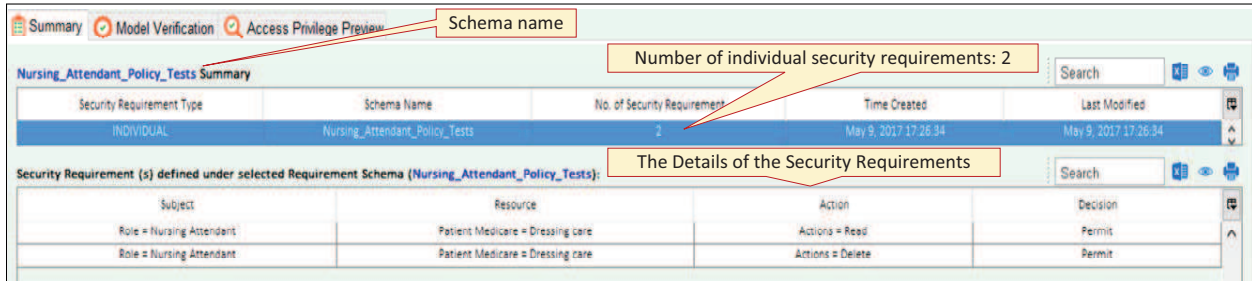 Summary Model Verification Access Privilege Preview
Schema name
Number of individual security requirements: 2
Nursing_Attendant_Policy_Tests Summary
Search
Security Requirement Type Schema Name No. of Security Requirement Time Created Last Modified
INDIVIDUAL Nursing_Attendant_Policy_Tests 2 May 9, 2017 17:26:34 May 9, 2017 17:26:34
The Details of the Security Requirements
Security Requirement (s) defined under selected Requirement Schema (Nursing_Attendant_Policy_Tests):
Search
Subject Resource Action Decision
Role = Nursing Attendant Patient Medicare = Dressing care Actions = Read Permit
Role = Nursing Attendant Patient Medicare = Dressing care Actions = Delete Permit